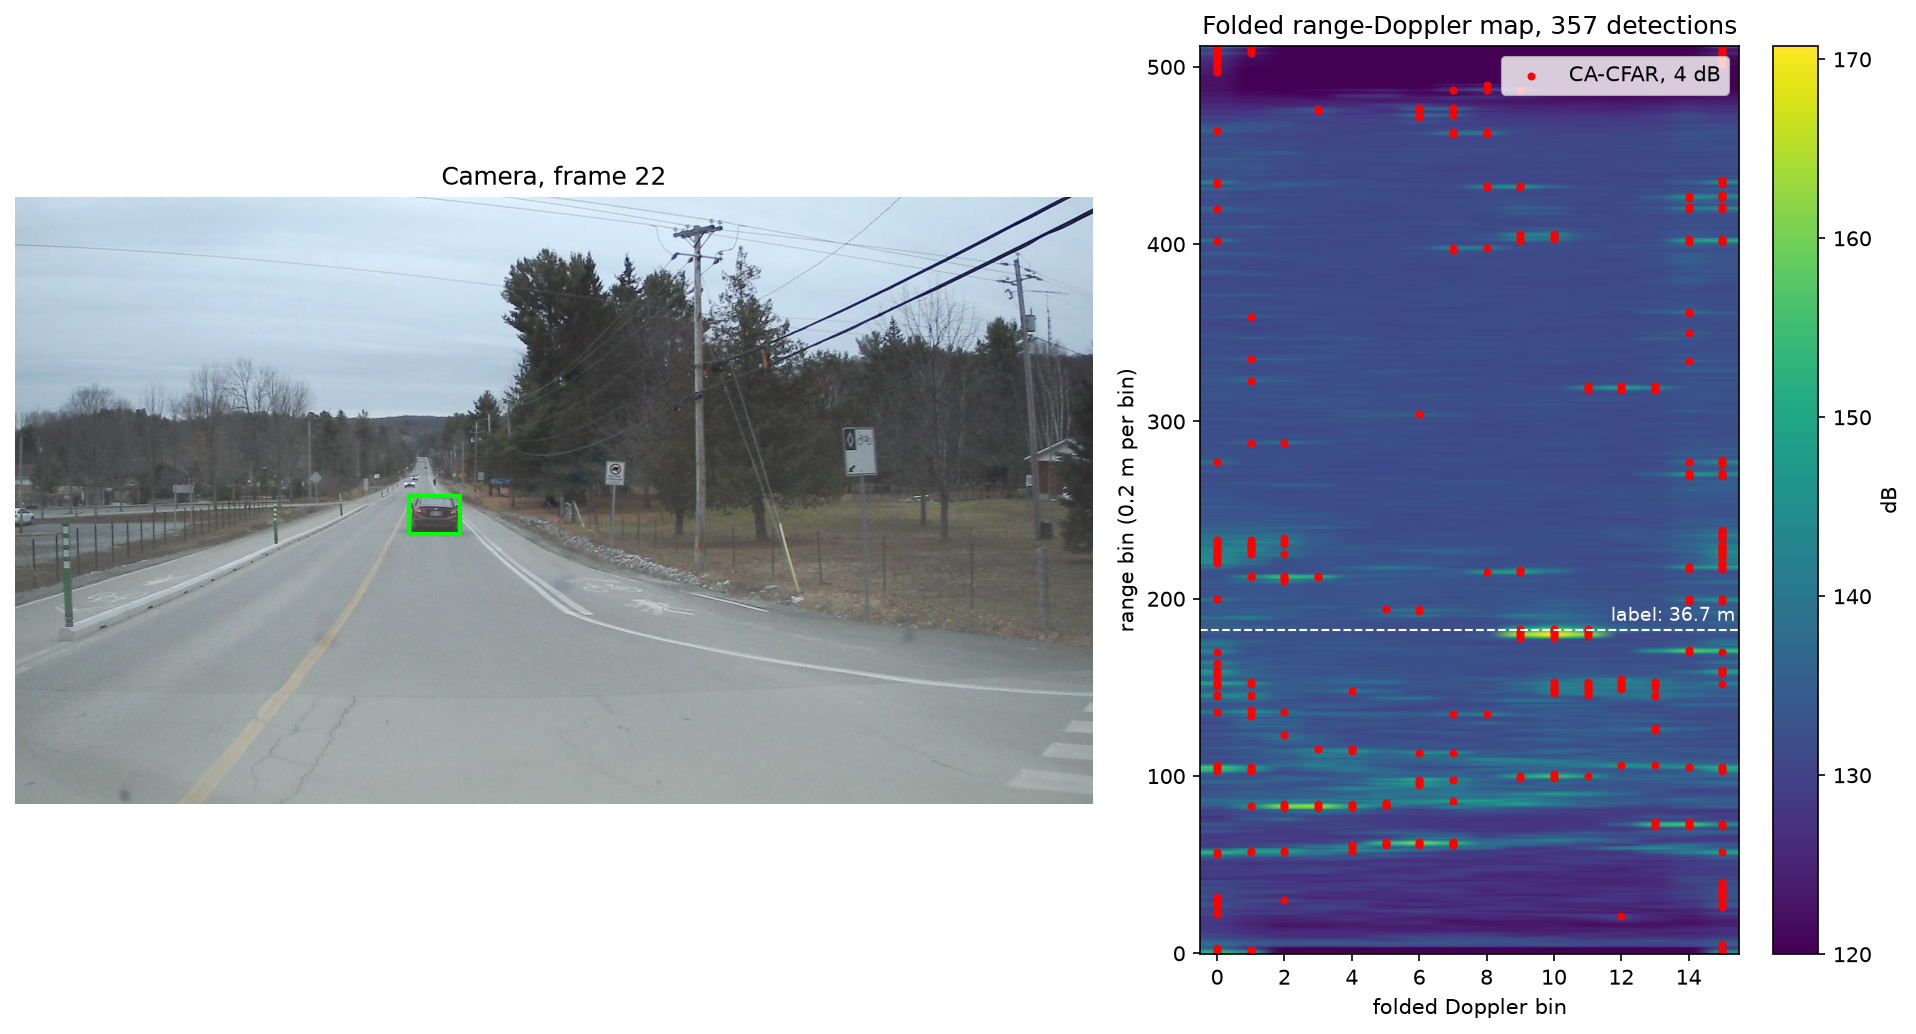 Camera, frame 22
Folded range-Doppler map, 357 detections
CA-CFAR, 4 dB
label: 36.7 m
range bin (0.2 m per bin)
500
400
300
200
100
0
0 2 4 6 8 10 12 14
folded Doppler bin
170
160
150
140
130
120
dB